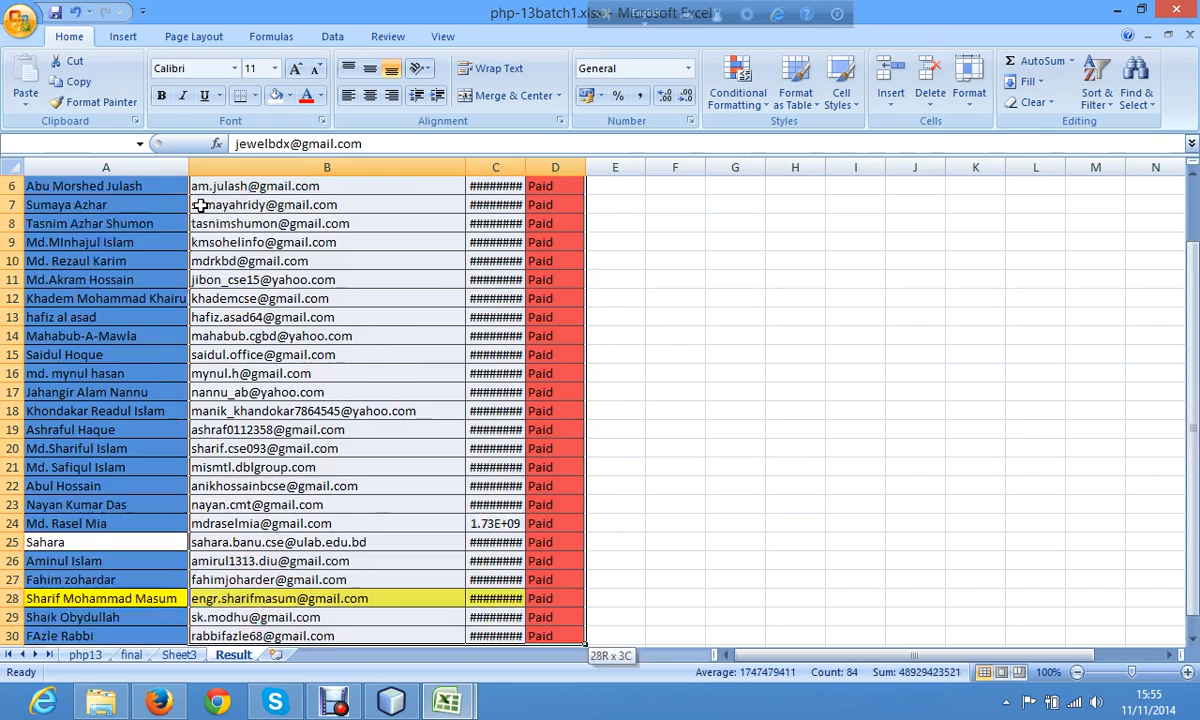 php-13batch1.xlsx - Microsoft Excel
Home Insert Page Layout Formulas Data Review View
Paste Cut Copy Format Painter Clipboard
Calibri 11 B I U A Font
Wrap Text Merge & Center Alignment
General % , Number
Conditional Formatting Format as Table Cell Styles Styles
Insert Delete Format Cells
AutoSum Fill Clear Sort & Filter Find & Select Editing
fx jewelbdx@gmail.com
A B C D E F G H I J K L M N
6 Abu Morshed Julash am.julash@gmail.com ######## Paid
7 Sumaya Azhar sumayahridy@gmail.com ######## Paid
8 Tasnim Azhar Shumon tasnimshumon@gmail.com ######## Paid
9 Md.MInhajul Islam kmsohelinfo@gmail.com ######## Paid
10 Md. Rezaul Karim mdrkbd@gmail.com ######## Paid
11 Md.Akram Hossain jibon_cse15@yahoo.com ######## Paid
12 Khadem Mohammad Khairu khademcse@gmail.com ######## Paid
13 hafiz al asad hafiz.asad64@gmail.com ######## Paid
14 Mahabub-A-Mawla mahabub.cgbd@yahoo.com ######## Paid
15 Saidul Hoque saidul.office@gmail.com ######## Paid
16 md. mynul hasan mynul.h@gmail.com ######## Paid
17 Jahangir Alam Nannu nannu_ab@yahoo.com ######## Paid
18 Khondakar Readul Islam manik_khandokar7864545@yahoo.com ######## Paid
19 Ashraful Haque ashraf0112358@gmail.com ######## Paid
20 Md.Shariful Islam sharif.cse093@gmail.com ######## Paid
21 Md. Safiqul Islam mismtl.dblgroup.com ######## Paid
22 Abul Hossain anikhossainbcse@gmail.com ######## Paid
23 Nayan Kumar Das nayan.cmt@gmail.com ######## Paid
24 Md. Rasel Mia mdraselmia@gmail.com 1.73E+09 Paid
25 Sahara sahara.banu.cse@ulab.edu.bd ######## Paid
26 Aminul Islam amirul1313.diu@gmail.com ######## Paid
27 Fahim zohardar fahimjoharder@gmail.com ######## Paid
28 Sharif Mohammad Masum engr.sharifmasum@gmail.com ######## Paid
29 Shaik Obydullah sk.modhu@gmail.com ######## Paid
30 FAzle Rabbi rabbifazle68@gmail.com ######## Paid
28R x 3C
php13 final Sheet3 Result
Ready Average: 1747479411 Count: 84 Sum: 48929423521 100%
15:55
11/11/2014